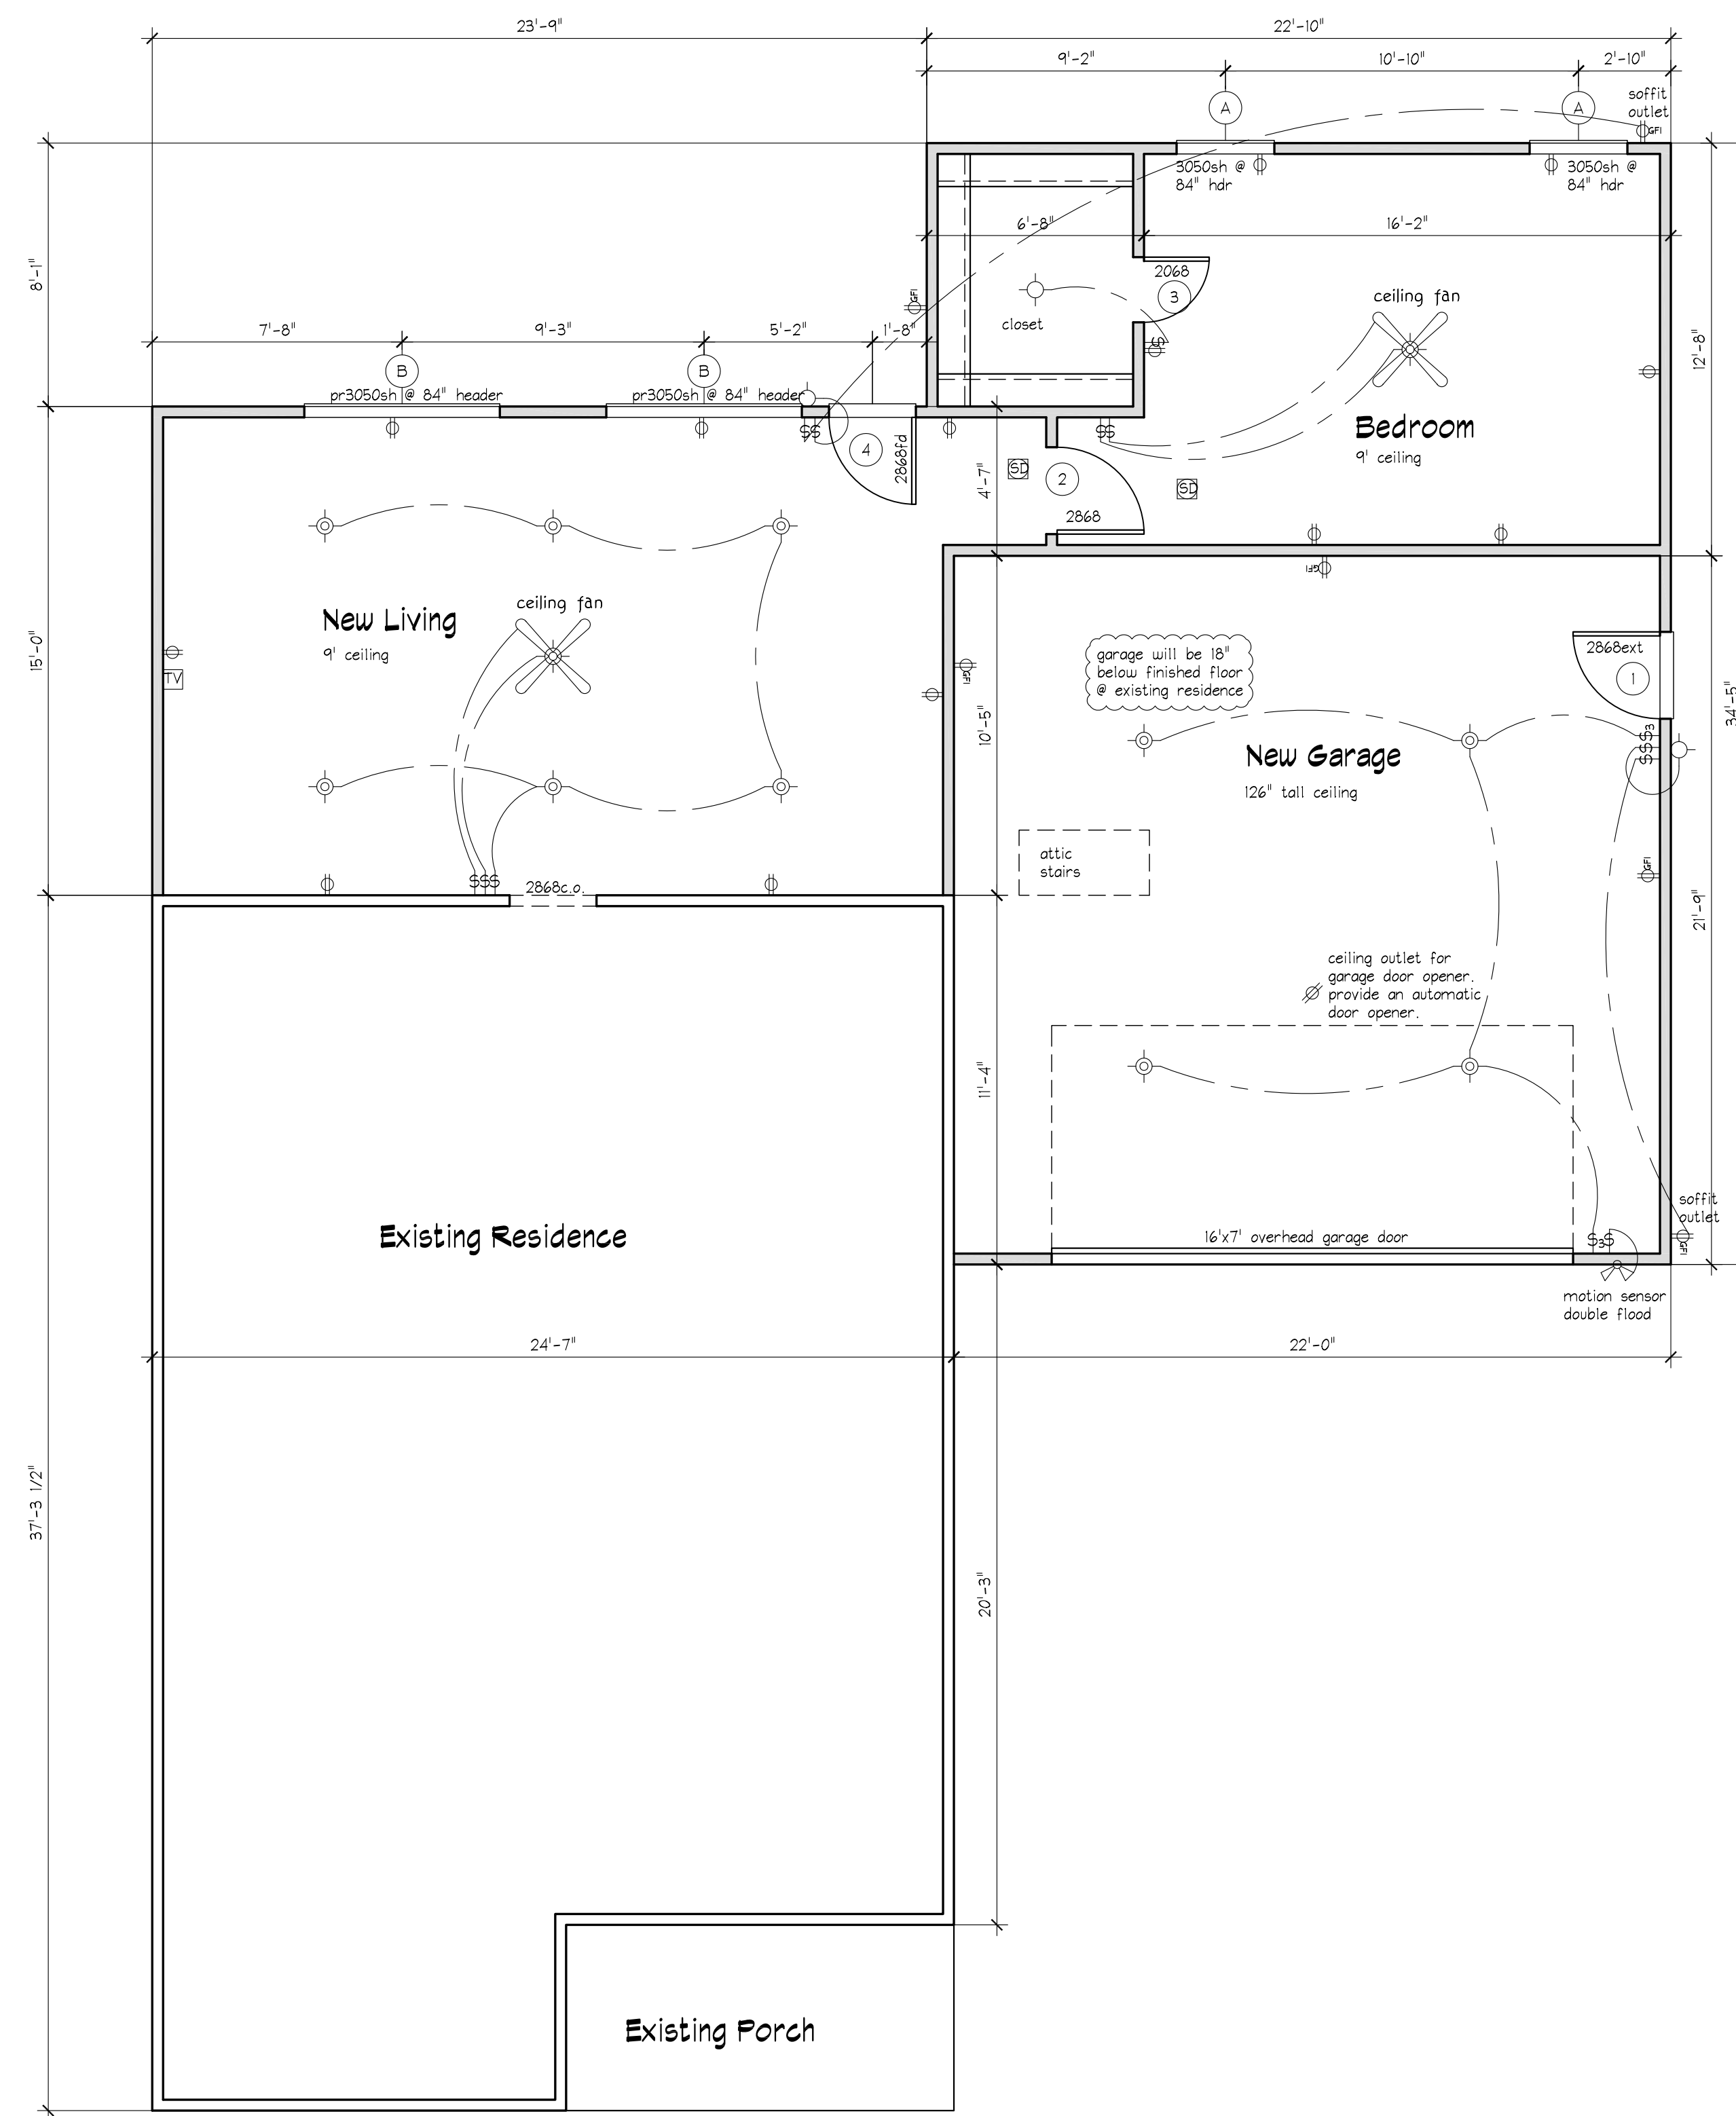 23'-9"
22'-10"
9'-2"
10'-10"
2'-10"
A
A
soffit
outlet
GFI
3050sh @
84" hdr
3050sh @
84" hdr
6'-8"
16'-2"
8'-1"
2068
3
GFI
ceiling fan
closet
7'-8"
9'-3"
5'-2"
1'-8"
S
12'-8"
B
B
pr3050sh @ 84" header
pr3050sh @ 84" header
SS
SS
Bedroom
9' ceiling
4
2868fd
SD
2
4'-7"
SD
2868
GFI
ceiling fan
New Living
9' ceiling
15'-0"
TV
GFI
garage will be 18"
below finished floor
@ existing residence
2868ext
1
34'-5"
10'-5"
SSS3
New Garage
126" tall ceiling
attic
stairs
GFI
SSS
2868c.o.
21'-9"
ceiling outlet for
garage door opener.
provide an automatic
door opener.
11'-4"
soffit
outlet
Existing Residence
16'x7' overhead garage door
S3S
GFI
motion sensor
double flood
24'-7"
22'-0"
37'-3 1/2"
20'-3"
Existing Porch